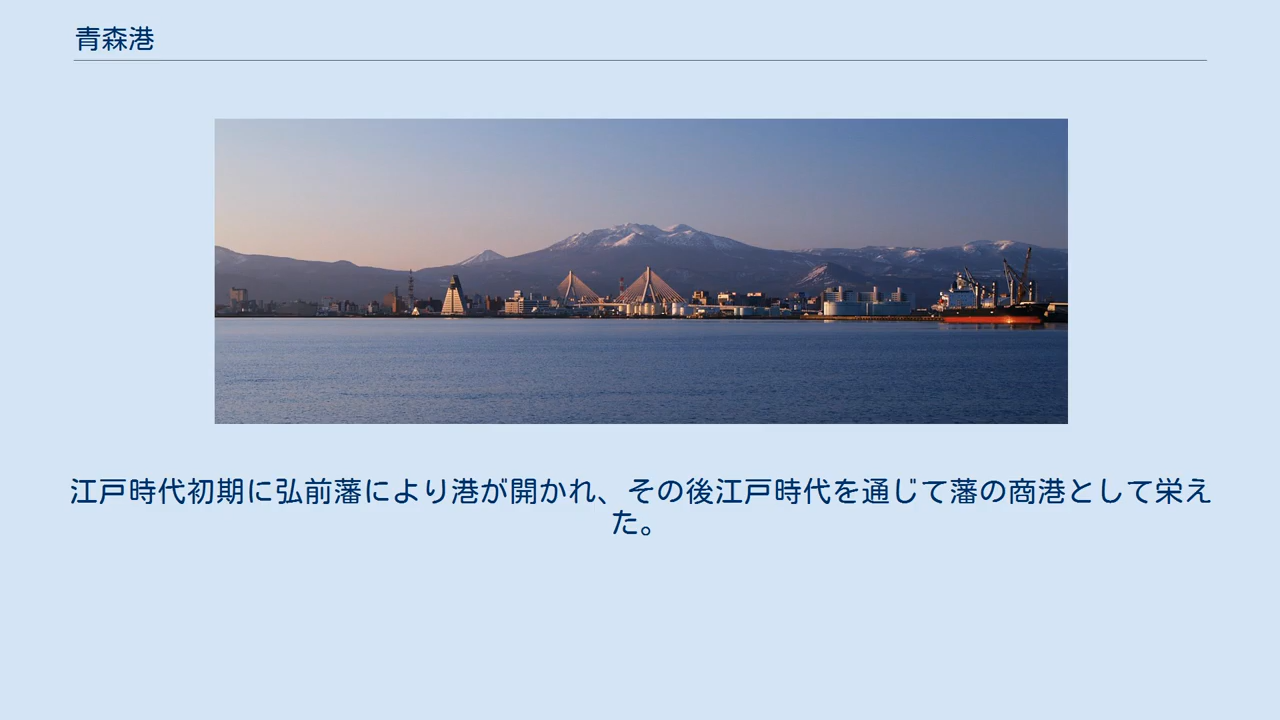 青森港
江戸時代初期に弘前藩により港が開かれ、その後江戸時代を通じて藩の商港として栄え
た。